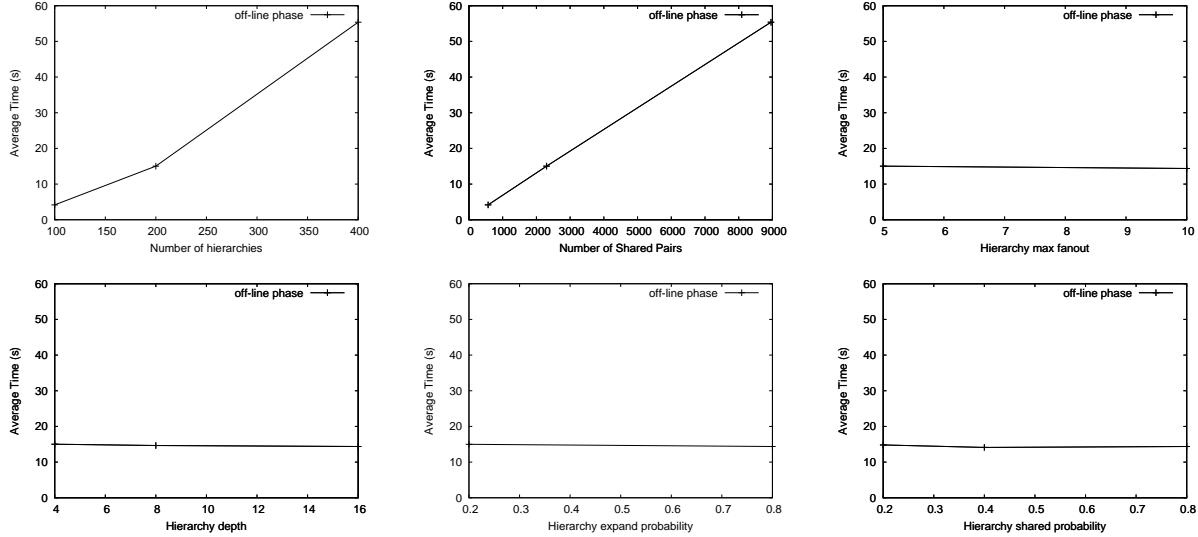 off-line phase
60
50
40
30
20
10
0
Average Time (s)
100 150 200 250 300 350 400
Number of hierarchies
off-line phase
60
50
40
30
20
10
0
Average Time (s)
0 1000 2000 3000 4000 5000 6000 7000 8000 9000
Number of Shared Pairs
off-line phase
60
50
40
30
20
10
0
Average Time (s)
5 6 7 8 9 10
Hierarchy max fanout
off-line phase
60
50
40
30
20
10
0
Average Time (s)
4 6 8 10 12 14 16
Hierarchy depth
off-line phase
60
50
40
30
20
10
0
Average Time (s)
0.2 0.3 0.4 0.5 0.6 0.7 0.8
Hierarchy expand probability
off-line phase
60
50
40
30
20
10
0
Average Time (s)
0.2 0.3 0.4 0.5 0.6 0.7 0.8
Hierarchy shared probability